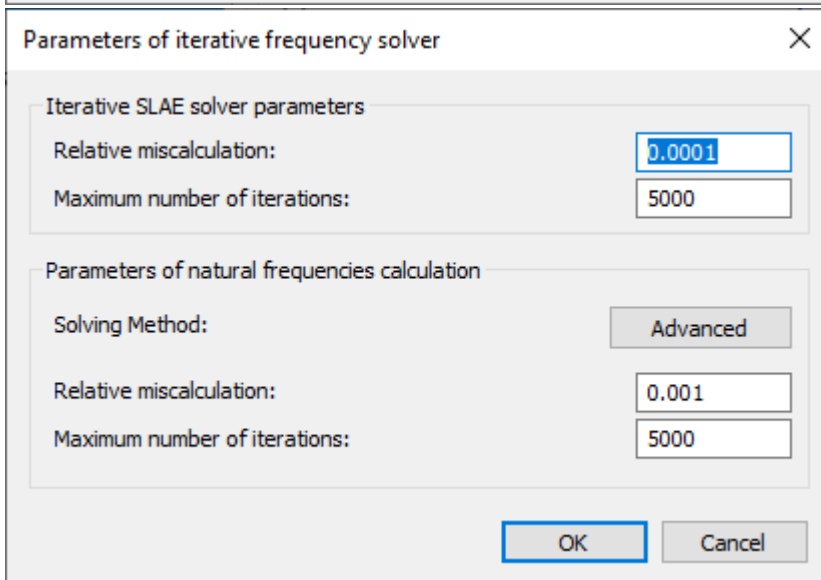 Parameters of iterative frequency solver
Iterative SLAE solver parameters
Relative miscalculation: 0.0001
Maximum number of iterations: 5000
Parameters of natural frequencies calculation
Solving Method: Advanced
Relative miscalculation: 0.001
Maximum number of iterations: 5000
OK Cancel